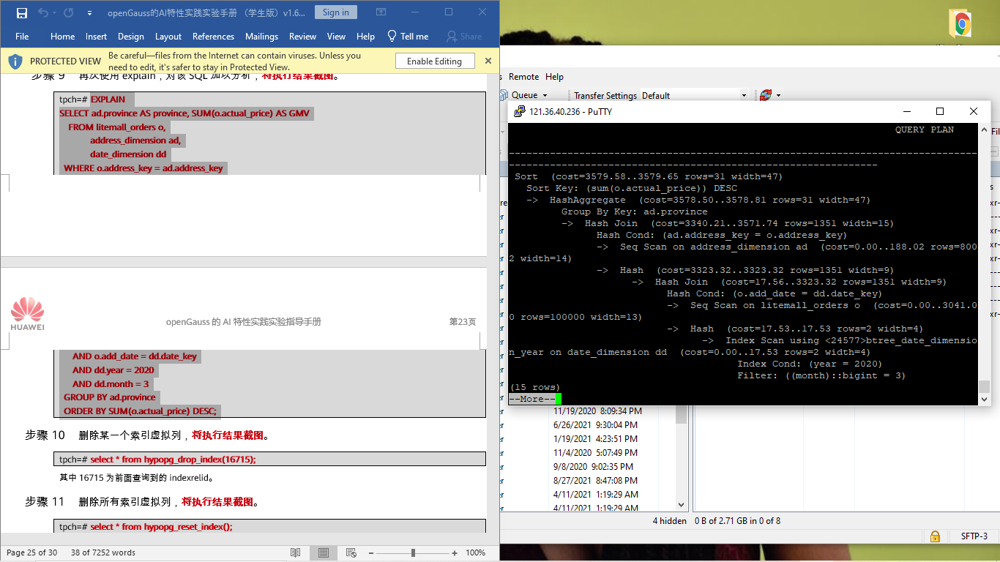 openGauss的AI特性实践实验手册 （学生版）v1.6...
Sign in
File
Home
Insert
Design
Layout
References
Mailings
Review
View
Help
Tell me
Share
PROTECTED VIEW
Be careful—files from the Internet can contain viruses. Unless you
need to edit, it's safer to stay in Protected View.
Enable Editing
步骤 9 再次使用 explain，对该 SQL 加以分析，将执行结果截图。
tpch=# EXPLAIN
SELECT ad.province AS province, SUM(o.actual_price) AS GMV
FROM litemall_orders o,
address_dimension ad,
date_dimension dd
WHERE o.address_key = ad.address_key
HUAWEI
openGauss 的 AI 特性实践实验指导手册
第23页
AND o.add_date = dd.date_key
AND dd.year = 2020
AND dd.month = 3
GROUP BY ad.province
ORDER BY SUM(o.actual_price) DESC;
步骤 10 删除某一个索引虚拟列，将执行结果截图。
tpch=# select * from hypopg_drop_index(16715);
其中 16715 为前面查询到的 indexrelid。
步骤 11 删除所有索引虚拟列，将执行结果截图。
tpch=# select * from hypopg_reset_index();
Page 25 of 30
38 of 7252 words
100%
s Remote Help
Queue
Transfer Settings Default
121.36.40.236 - PuTTY
QUERY PLAN
--------------------------------------------------------------------------------
---------------------------------------------------------------
Sort (cost=3579.58..3579.65 rows=31 width=47)
Sort Key: (sum(o.actual_price)) DESC
-> HashAggregate (cost=3578.50..3578.81 rows=31 width=47)
Group By Key: ad.province
-> Hash Join (cost=3340.21..3571.74 rows=1351 width=15)
Hash Cond: (ad.address_key = o.address_key)
-> Seq Scan on address_dimension ad (cost=0.00..188.02 rows=800
2 width=14)
-> Hash (cost=3323.32..3323.32 rows=1351 width=9)
-> Hash Join (cost=17.56..3323.32 rows=1351 width=9)
Hash Cond: (o.add_date = dd.date_key)
-> Seq Scan on litemall_orders o (cost=0.00..3041.0
0 rows=100000 width=13)
-> Hash (cost=17.53..17.53 rows=2 width=4)
-> Index Scan using <24577>btree_date_dimensio
n_year on date_dimension dd (cost=0.00..17.53 rows=2 width=4)
Index Cond: (year = 2020)
Filter: ((month)::bigint = 3)
(15 rows)
--More--
er 11/19/2020 8:09:34 PM
er 6/26/2021 9:30:04 PM
er 1/19/2021 4:23:51 PM
er 11/4/2020 5:07:49 PM
er 9/8/2020 9:02:35 PM
er 8/27/2021 8:47:08 PM
er 4/11/2021 1:19:29 AM
er 4/11/2021 1:19:29 AM
4 hidden
0 B of 2.71 GB in 0 of 8
SFTP-3